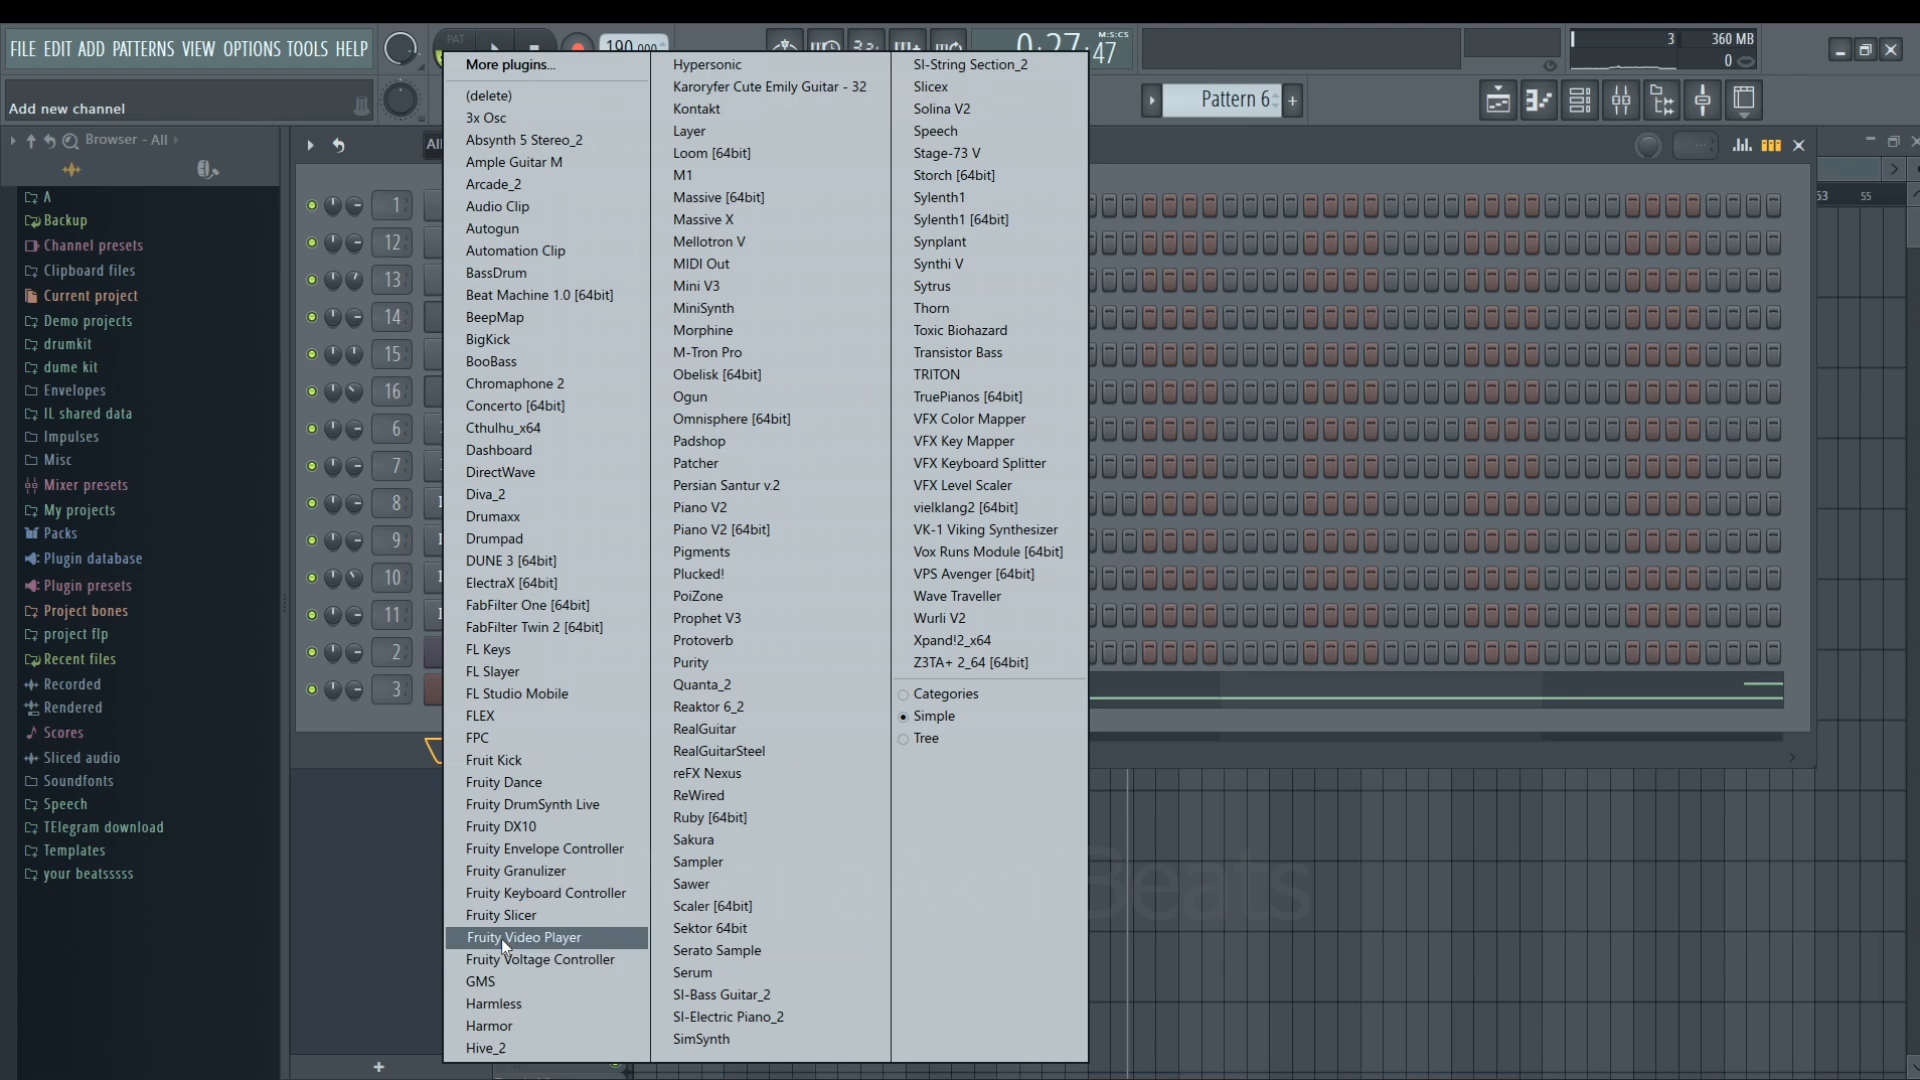 FILE EDIT ADD PATTERNS VIEW OPTIONS TOOLS HELP
PAT
190.000
0:27:47
M:S:CS
3
360 MB
0
Add new channel
Pattern 6
+
Browser - All
A
Backup
Channel presets
Clipboard files
Current project
Demo projects
drumkit
dume kit
Envelopes
IL shared data
Impulses
Misc
Mixer presets
My projects
Packs
Plugin database
Plugin presets
Project bones
project flp
Recent files
Recorded
Rendered
Scores
Sliced audio
Soundfonts
Speech
TElegram download
Templates
your beatsssss
1
12
13
14
15
16
6
7
8
9
10
11
2
3
More plugins...
(delete)
3x Osc
Absynth 5 Stereo_2
Ample Guitar M
Arcade_2
Audio Clip
Autogun
Automation Clip
BassDrum
Beat Machine 1.0 [64bit]
BeepMap
BigKick
BooBass
Chromaphone 2
Concerto [64bit]
Cthulhu_x64
Dashboard
DirectWave
Diva_2
Drumaxx
Drumpad
DUNE 3 [64bit]
ElectraX [64bit]
FabFilter One [64bit]
FabFilter Twin 2 [64bit]
FL Keys
FL Slayer
FL Studio Mobile
FLEX
FPC
Fruit Kick
Fruity Dance
Fruity DrumSynth Live
Fruity DX10
Fruity Envelope Controller
Fruity Granulizer
Fruity Keyboard Controller
Fruity Slicer
Fruity Video Player
Fruity Voltage Controller
GMS
Harmless
Harmor
Hive_2
Hypersonic
Karoryfer Cute Emily Guitar - 32
Kontakt
Layer
Loom [64bit]
M1
Massive [64bit]
Massive X
Mellotron V
MIDI Out
Mini V3
MiniSynth
Morphine
M-Tron Pro
Obelisk [64bit]
Ogun
Omnisphere [64bit]
Padshop
Patcher
Persian Santur v.2
Piano V2
Piano V2 [64bit]
Pigments
Plucked!
PoiZone
Prophet V3
Protoverb
Purity
Quanta_2
Reaktor 6_2
RealGuitar
RealGuitarSteel
reFX Nexus
ReWired
Ruby [64bit]
Sakura
Sampler
Sawer
Scaler [64bit]
Sektor 64bit
Serato Sample
Serum
SI-Bass Guitar_2
SI-Electric Piano_2
SimSynth
SI-String Section_2
Slicex
Solina V2
Speech
Stage-73 V
Storch [64bit]
Sylenth1
Sylenth1 [64bit]
Synplant
Synthi V
Sytrus
Thorn
Toxic Biohazard
Transistor Bass
TRITON
TruePianos [64bit]
VFX Color Mapper
VFX Key Mapper
VFX Keyboard Splitter
VFX Level Scaler
vielklang2 [64bit]
VK-1 Viking Synthesizer
Vox Runs Module [64bit]
VPS Avenger [64bit]
Wave Traveller
Wurli V2
Xpand!2_x64
Z3TA+ 2_64 [64bit]
Categories
Simple
Tree
53
55
Beats
+